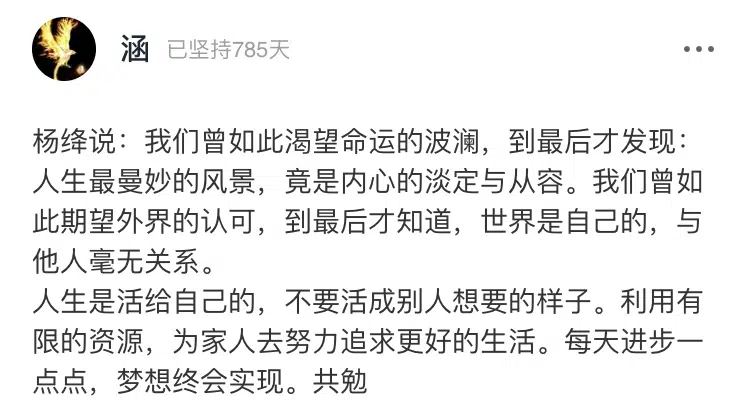 涵 已坚持785天
杨绛说：我们曾如此渴望命运的波澜，到最后才发现：
人生最曼妙的风景，竟是内心的淡定与从容。我们曾如
此期望外界的认可，到最后才知道，世界是自己的，与
他人毫无关系。
人生是活给自己的，不要活成别人想要的样子。利用有
限的资源，为家人去努力追求更好的生活。每天进步一
点点，梦想终会实现。共勉